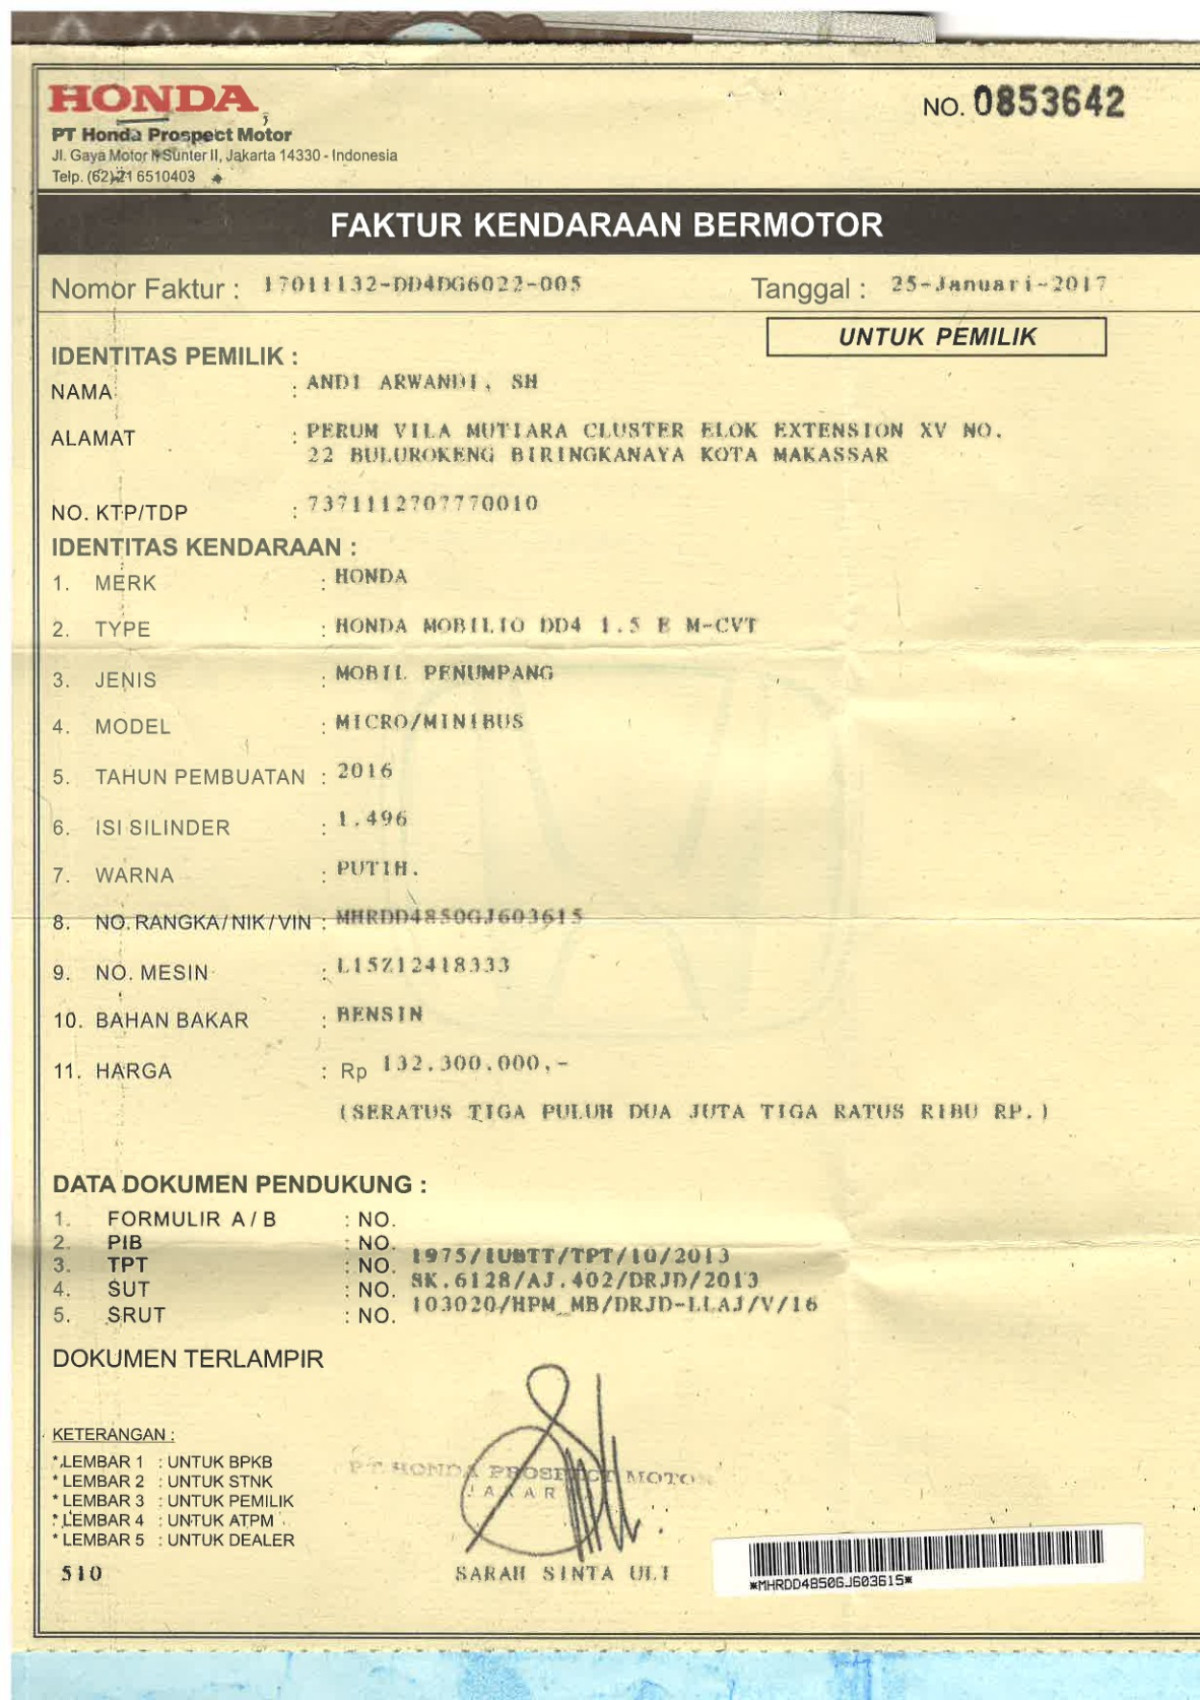 HONDA
PT Honda Prospect Motor
Jl. Gaya Motor I Sunter II, Jakarta 14330 - Indonesia
Telp. (62) 21 6510403
NO. 0853642
FAKTUR KENDARAAN BERMOTOR
Nomor Faktur : 17011132-DD4DG6022-005 Tanggal : 25-Januari-2017
UNTUK PEMILIK
IDENTITAS PEMILIK :
NAMA : ANDI ARWANDI, SH
ALAMAT : PERUM VILA MUTIARA CLUSTER ELOK EXTENSION XV NO.
22 BULUROKENG BIRINGKANAYA KOTA MAKASSAR
NO. KTP/TDP : 7371112707770010
IDENTITAS KENDARAAN :
1. MERK : HONDA
2. TYPE : HONDA MOBILIO DD4 1.5 E M-CVT
3. JENIS : MOBIL PENUMPANG
4. MODEL : MICRO/MINIBUS
5. TAHUN PEMBUATAN : 2016
6. ISI SILINDER : 1.496
7. WARNA : PUTIH.
8. NO. RANGKA/NIK/VIN : MHRDD4850GJ603615
9. NO. MESIN : L15Z12418333
10. BAHAN BAKAR : BENSIN
11. HARGA : Rp 132.300.000,-
(SERATUS TIGA PULUH DUA JUTA TIGA RATUS RIBU RP.)
DATA DOKUMEN PENDUKUNG :
1. FORMULIR A / B : NO.
2. PIB : NO.
3. TPT : NO. 1975/IUBTT/TPT/10/2013
4. SUT : NO. SK.6128/AJ.402/DRJD/2013
5. SRUT : NO. 103020/HPM_MB/DRJD-LLAJ/V/16
DOKUMEN TERLAMPIR
KETERANGAN :
* LEMBAR 1 : UNTUK BPKB
* LEMBAR 2 : UNTUK STNK
* LEMBAR 3 : UNTUK PEMILIK
* LEMBAR 4 : UNTUK ATPM
* LEMBAR 5 : UNTUK DEALER
510
PT HONDA PROSPECT MOTOR
JAKARTA
SARAH SINTA ULI
*MHRDD4850GJ603615*